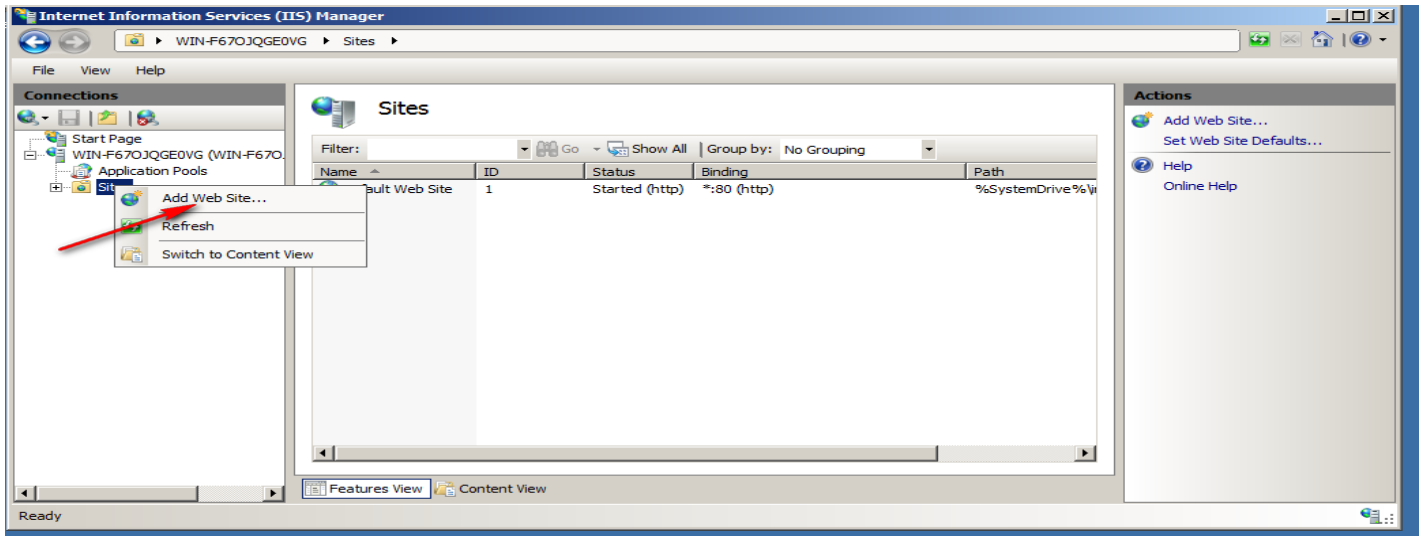 Internet Information Services (IIS) Manager
WIN-F67OJQGE0VG Sites
File View Help
Connections
Start Page
WIN-F67OJQGE0VG (WIN-F67O.
Application Pools
Sit
Add Web Site...
Refresh
Switch to Content View
Sites
Filter: Go Show All Group by: No Grouping
Name ID Status Binding Path
ault Web Site 1 Started (http) *:80 (http) %SystemDrive%\in
Features View Content View
Actions
Add Web Site...
Set Web Site Defaults...
Help
Online Help
Ready